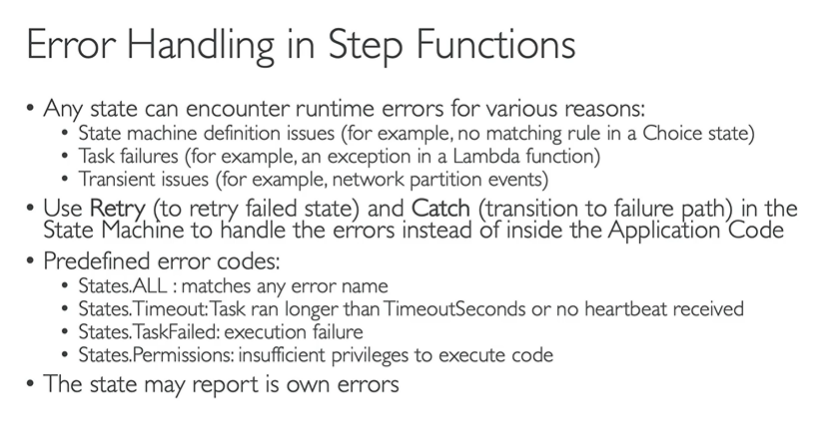 Error Handling in Step Functions
• Any state can encounter runtime errors for various reasons:
• State machine definition issues (for example, no matching rule in a Choice state)
• Task failures (for example, an exception in a Lambda function)
• Transient issues (for example, network partition events)
• Use Retry (to retry failed state) and Catch (transition to failure path) in the
State Machine to handle the errors instead of inside the Application Code
• Predefined error codes:
• States.ALL : matches any error name
• States.Timeout: Task ran longer than TimeoutSeconds or no heartbeat received
• States.TaskFailed: execution failure
• States.Permissions: insufficient privileges to execute code
• The state may report is own errors